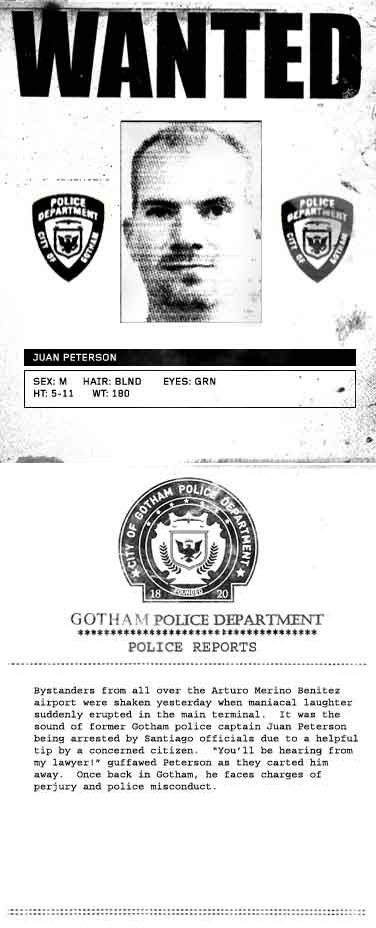 WANTED
POLICE DEPARTMENT
CITY OF GOTHAM
POLICE DEPARTMENT
CITY OF GOTHAM
JUAN PETERSON
SEX: M HAIR: BLND EYES: GRN
HT: 5-11 WT: 180
CITY OF GOTHAM POLICE DEPARTMENT
FOUNDED
18 20
GOTHAM POLICE DEPARTMENT
******************************************
POLICE REPORTS
Bystanders from all over the Arturo Merino Benitez
airport were shaken yesterday when maniacal laughter
suddenly erupted in the main terminal. It was the
sound of former Gotham police captain Juan Peterson
being arrested by Santiago officials due to a helpful
tip by a concerned citizen. "You'll be hearing from
my lawyer!" guffawed Peterson as they carted him
away. Once back in Gotham, he faces charges of
perjury and police misconduct.